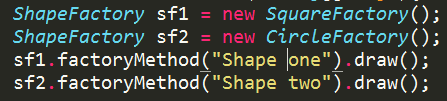 ShapeFactory sf1 = new SquareFactory();
ShapeFactory sf2 = new CircleFactory();
sf1.factoryMethod("Shape one").draw();
sf2.factoryMethod("Shape two").draw();